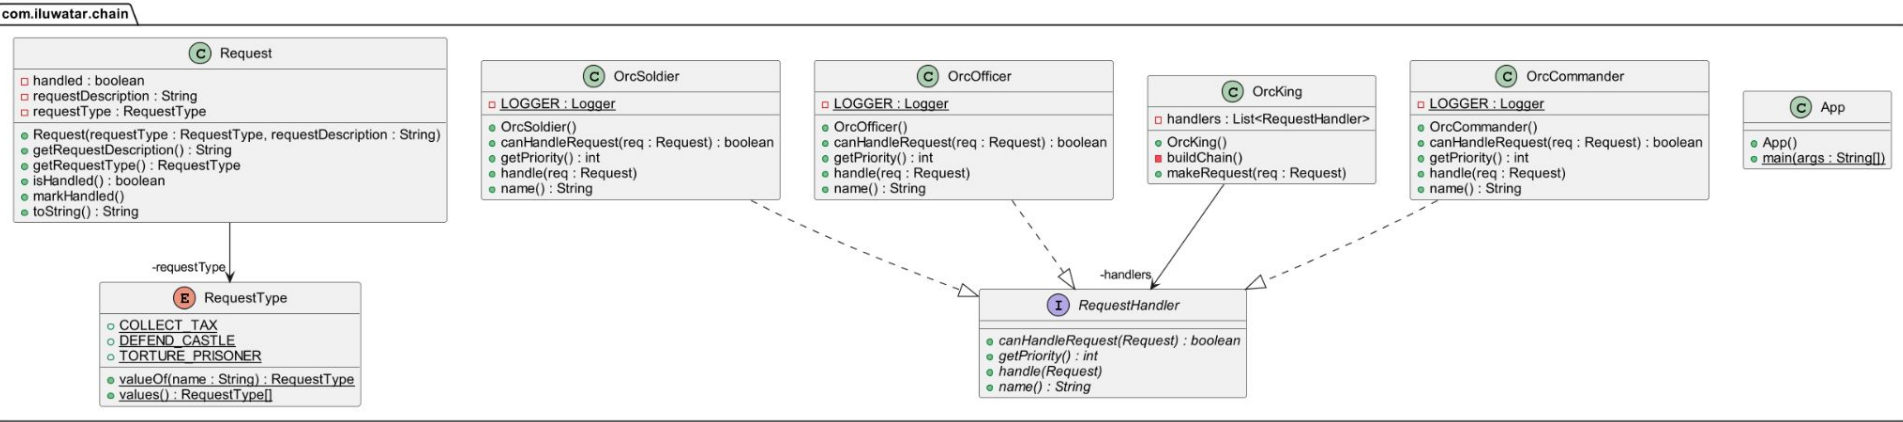 com.iluwatar.chain
C Request
handled : boolean
requestDescription : String
requestType : RequestType
Request(requestType : RequestType, requestDescription : String)
getRequestDescription() : String
getRequestType() : RequestType
isHandled() : boolean
markHandled()
toString() : String
C OrcSoldier
LOGGER : Logger
OrcSoldier()
canHandleRequest(req : Request) : boolean
getPriority() : int
handle(req : Request)
name() : String
C OrcOfficer
LOGGER : Logger
OrcOfficer()
canHandleRequest(req : Request) : boolean
getPriority() : int
handle(req : Request)
name() : String
C OrcKing
handlers : List<RequestHandler>
OrcKing()
buildChain()
makeRequest(req : Request)
C OrcCommander
LOGGER : Logger
OrcCommander()
canHandleRequest(req : Request) : boolean
getPriority() : int
handle(req : Request)
name() : String
C App
App()
main(args : String[])
-requestType
-handlers
E RequestType
COLLECT_TAX
DEFEND_CASTLE
TORTURE_PRISONER
valueOf(name : String) : RequestType
values() : RequestType[]
I RequestHandler
canHandleRequest(Request) : boolean
getPriority() : int
handle(Request)
name() : String